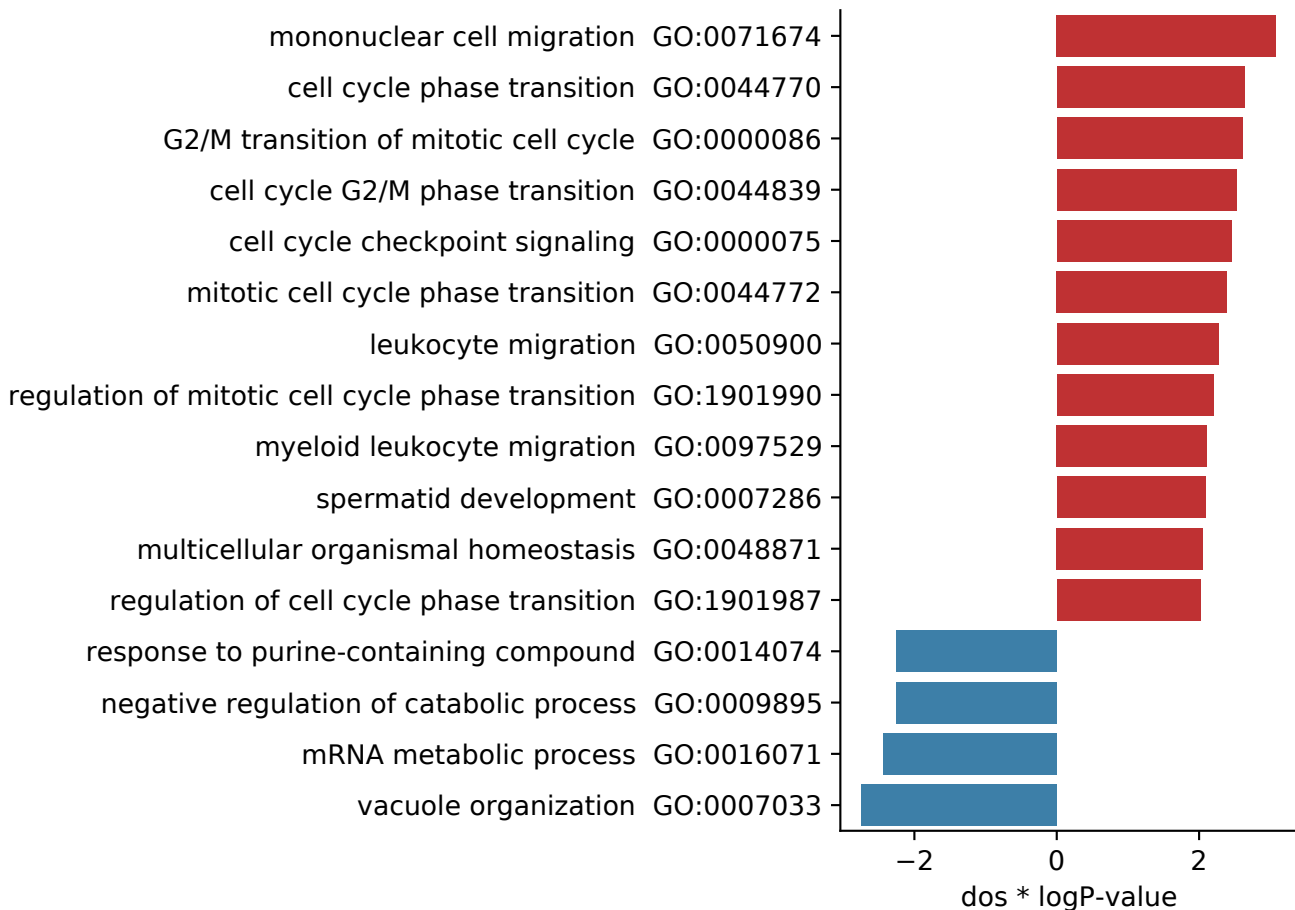 mononuclear cell migration GO:0071674
cell cycle phase transition GO:0044770
G2/M transition of mitotic cell cycle GO:0000086
cell cycle G2/M phase transition GO:0044839
cell cycle checkpoint signaling GO:0000075
mitotic cell cycle phase transition GO:0044772
leukocyte migration GO:0050900
regulation of mitotic cell cycle phase transition GO:1901990
myeloid leukocyte migration GO:0097529
spermatid development GO:0007286
multicellular organismal homeostasis GO:0048871
regulation of cell cycle phase transition GO:1901987
response to purine-containing compound GO:0014074
negative regulation of catabolic process GO:0009895
mRNA metabolic process GO:0016071
vacuole organization GO:0007033
−2 0 2
dos * logP-value